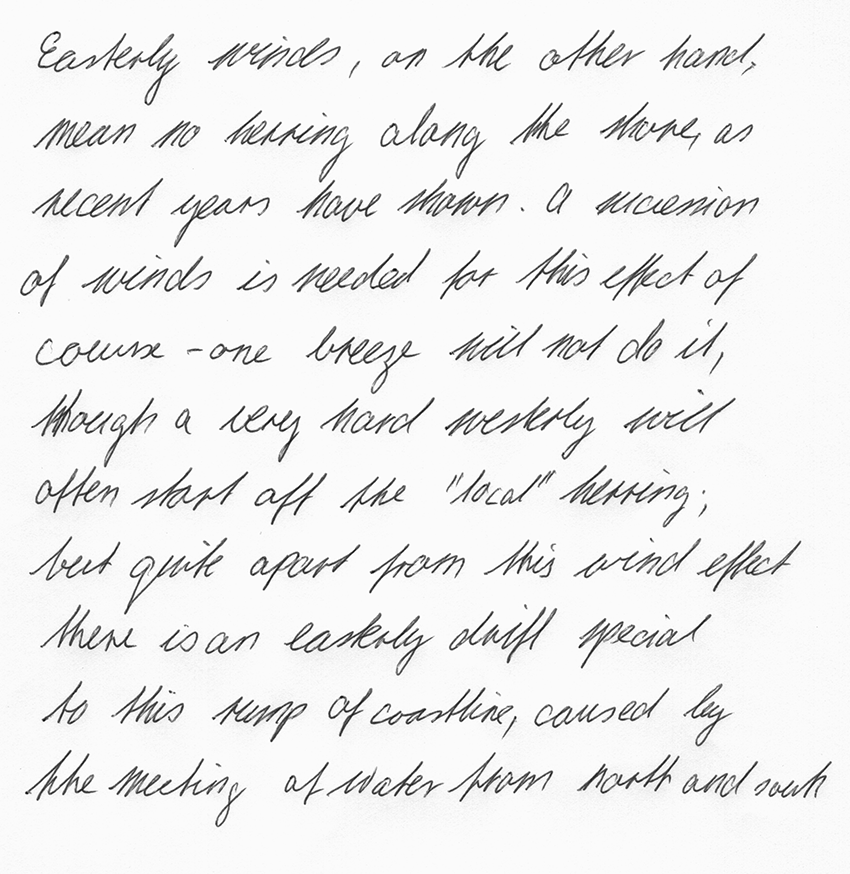 Easterly winds, on the other hand,
mean no herring along the shore, as
recent years have shown. A succession
of winds is needed for this effect of
course - one breeze will not do it,
though a very hard westerly will
often start off the "local" herring;
but quite apart from this wind effect
there is an easterly drift special
to this rump of coastline, caused by
the meeting of water from north and south